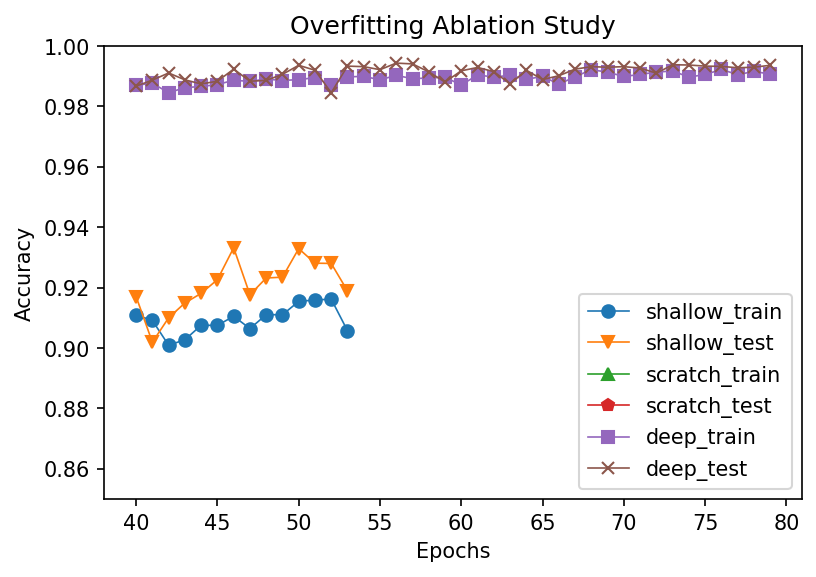 Overfitting Ablation Study
Accuracy
1.00
0.98
0.96
0.94
0.92
0.90
0.88
0.86
shallow_train
shallow_test
scratch_train
scratch_test
deep_train
deep_test
40 45 50 55 60 65 70 75 80
Epochs